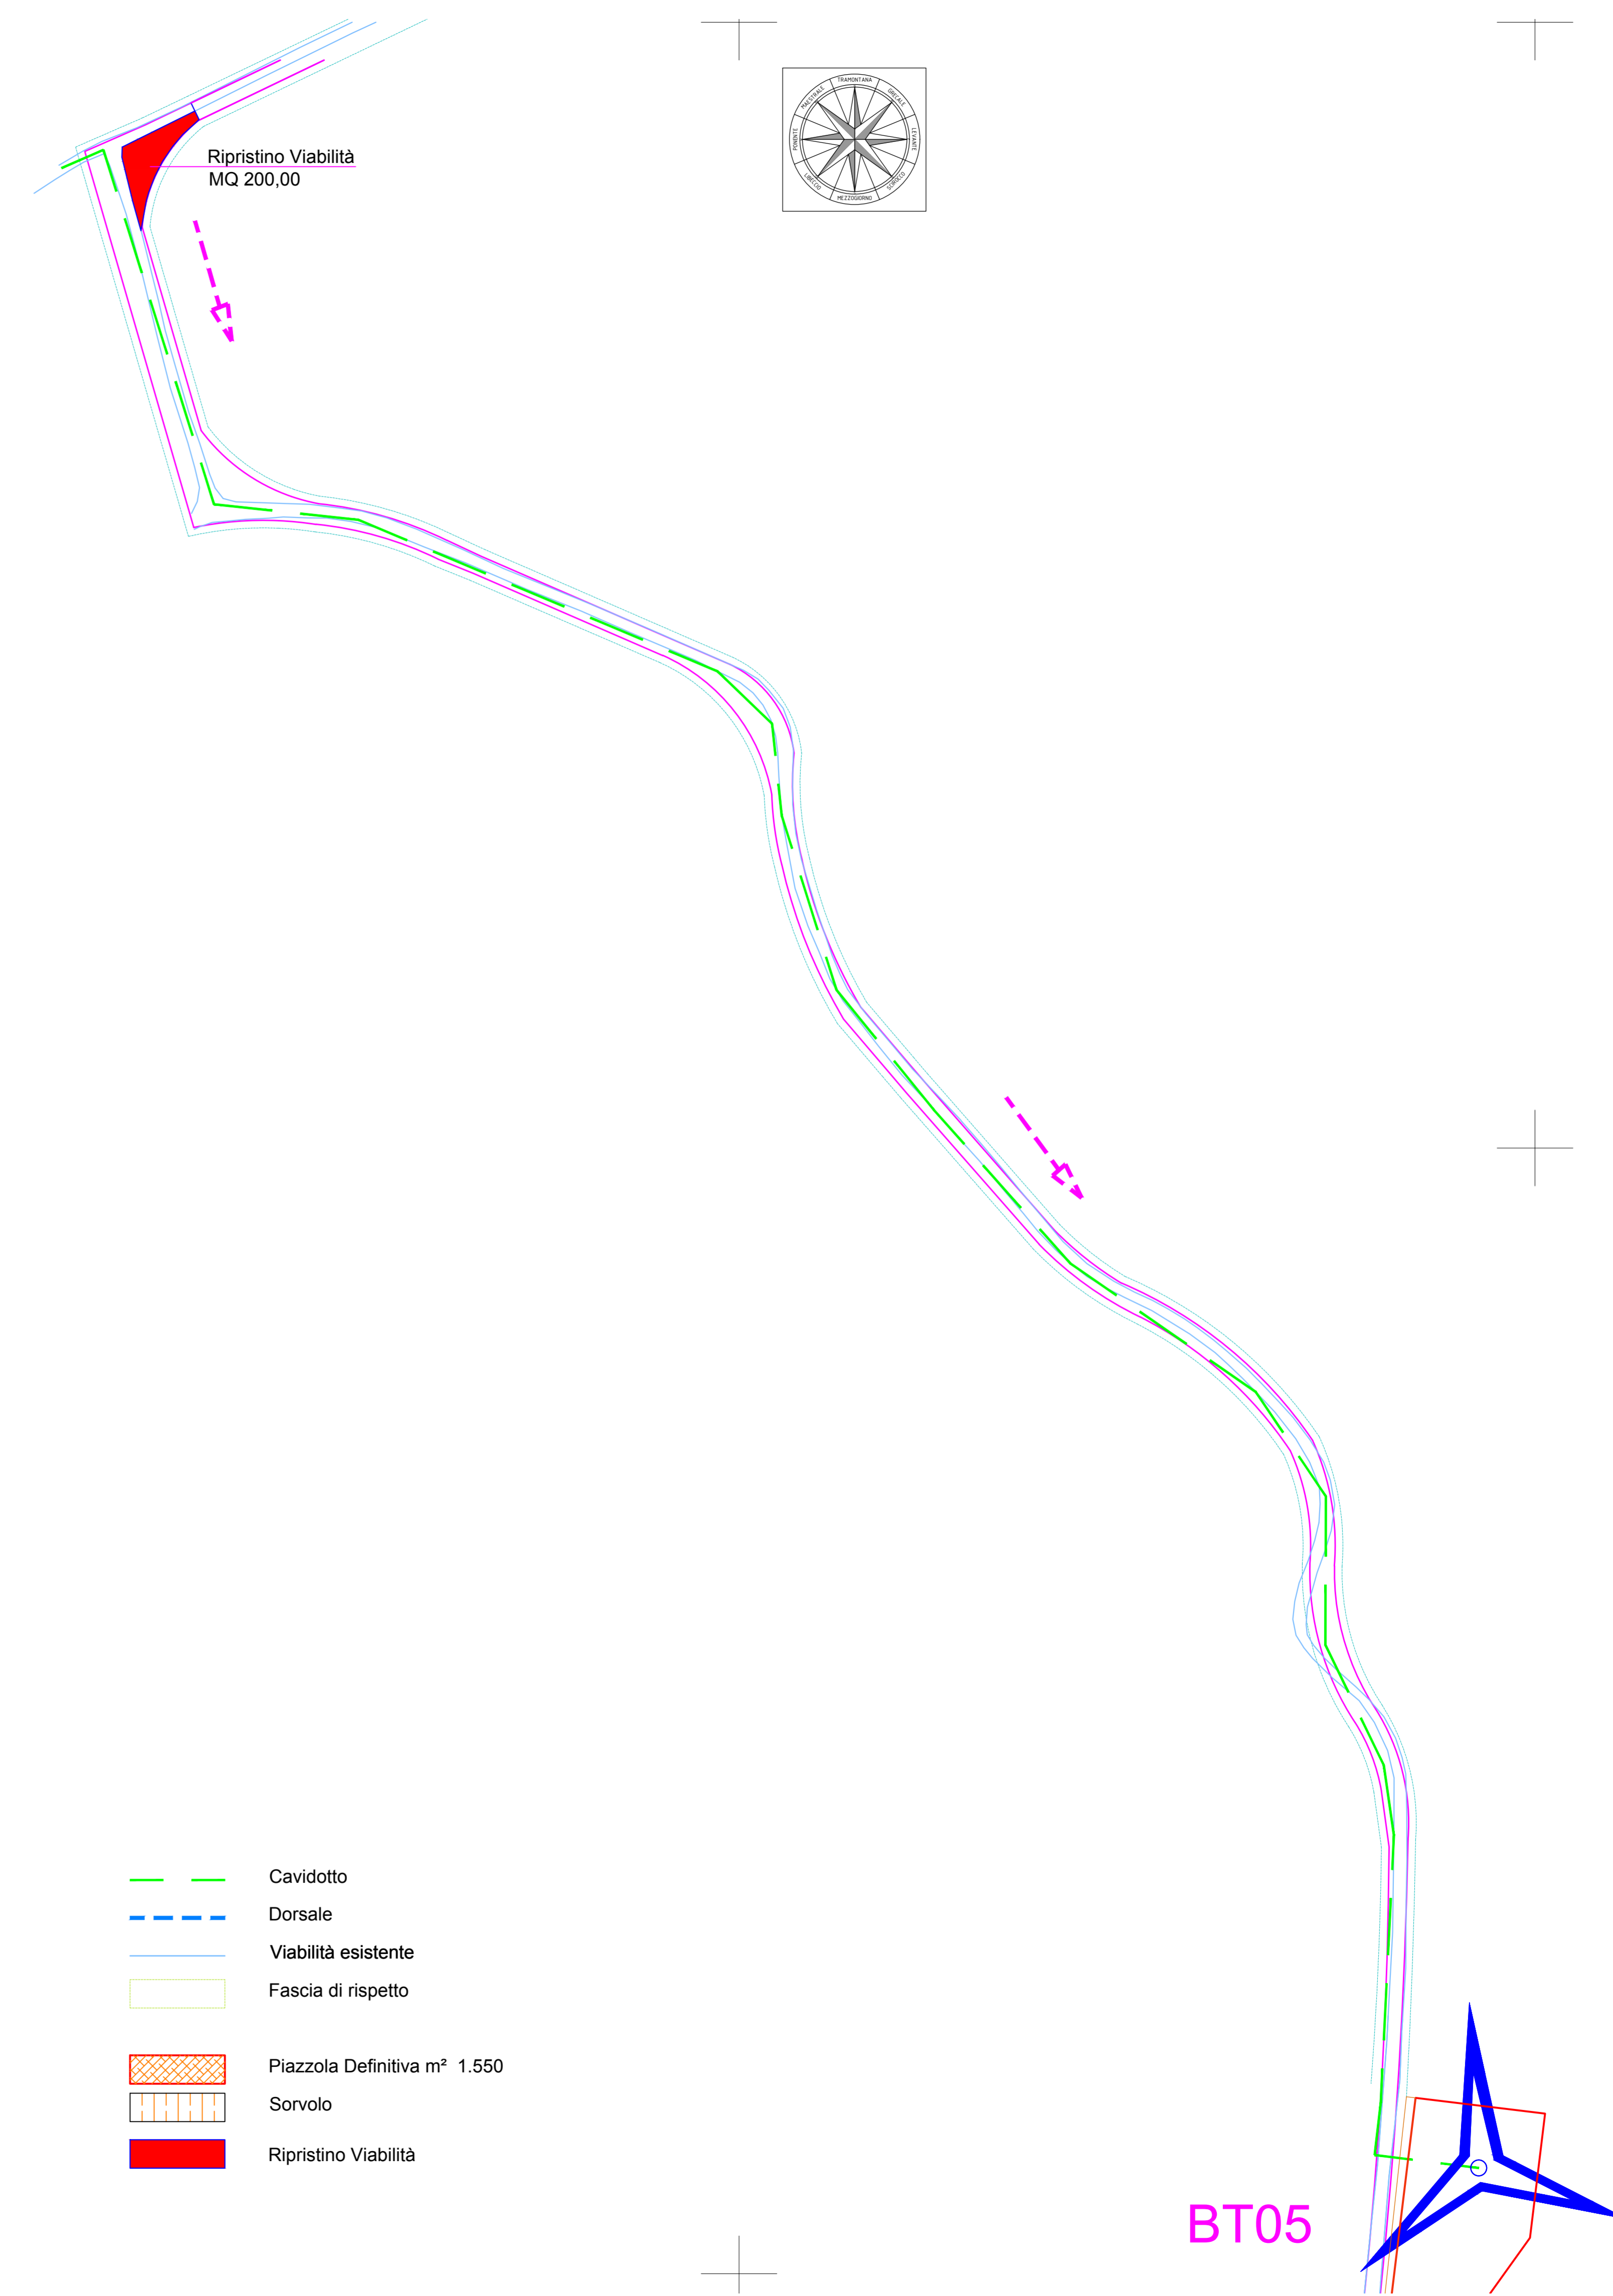 TRAMONTANA
MAESTRALE
GRECALE
PONENTE
LEVANTE
LIBECCIO
SCIROCCO
MEZZOGIORNO
Ripristino Viabilità
MQ 200,00
Cavidotto
Dorsale
Viabilità esistente
Fascia di rispetto
Piazzola Definitiva m² 1.550
Sorvolo
Ripristino Viabilità
BT05